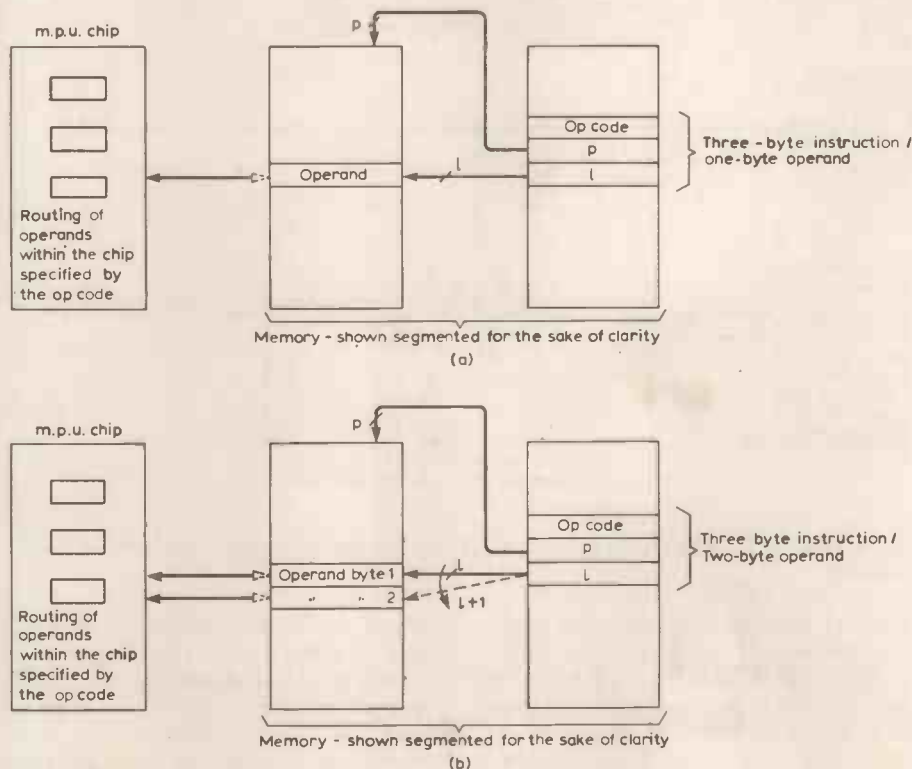 m.p.u. chip
p
Op code
p
l
Three-byte instruction/
one-byte operand
Operand
l
Routing of
operands
within the chip
specified by
the op code
Memory - shown segmented for the sake of clarity
(a)
m.p.u. chip
p
Op code
p
l
Three byte instruction/
Two-byte operand
Operand byte 1
" " 2
l
l+1
Routing of
operands
within the chip
specified by
the op code
Memory - shown segmented for the sake of clarity
(b)